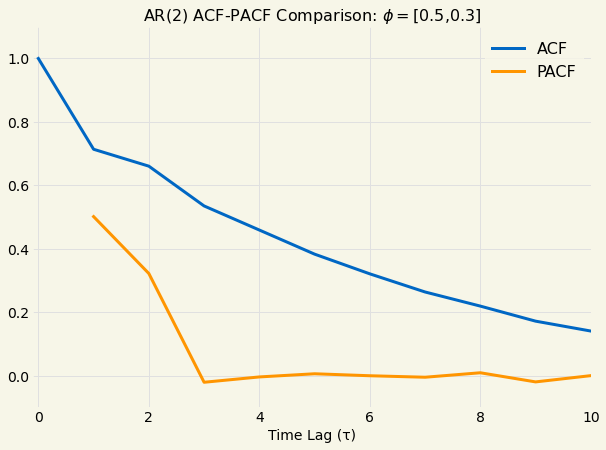 AR(2) ACF-PACF Comparison: ϕ = [0.5,0.3]
ACF
PACF
1.0
0.8
0.6
0.4
0.2
0.0
0 2 4 6 8 10
Time Lag (τ)